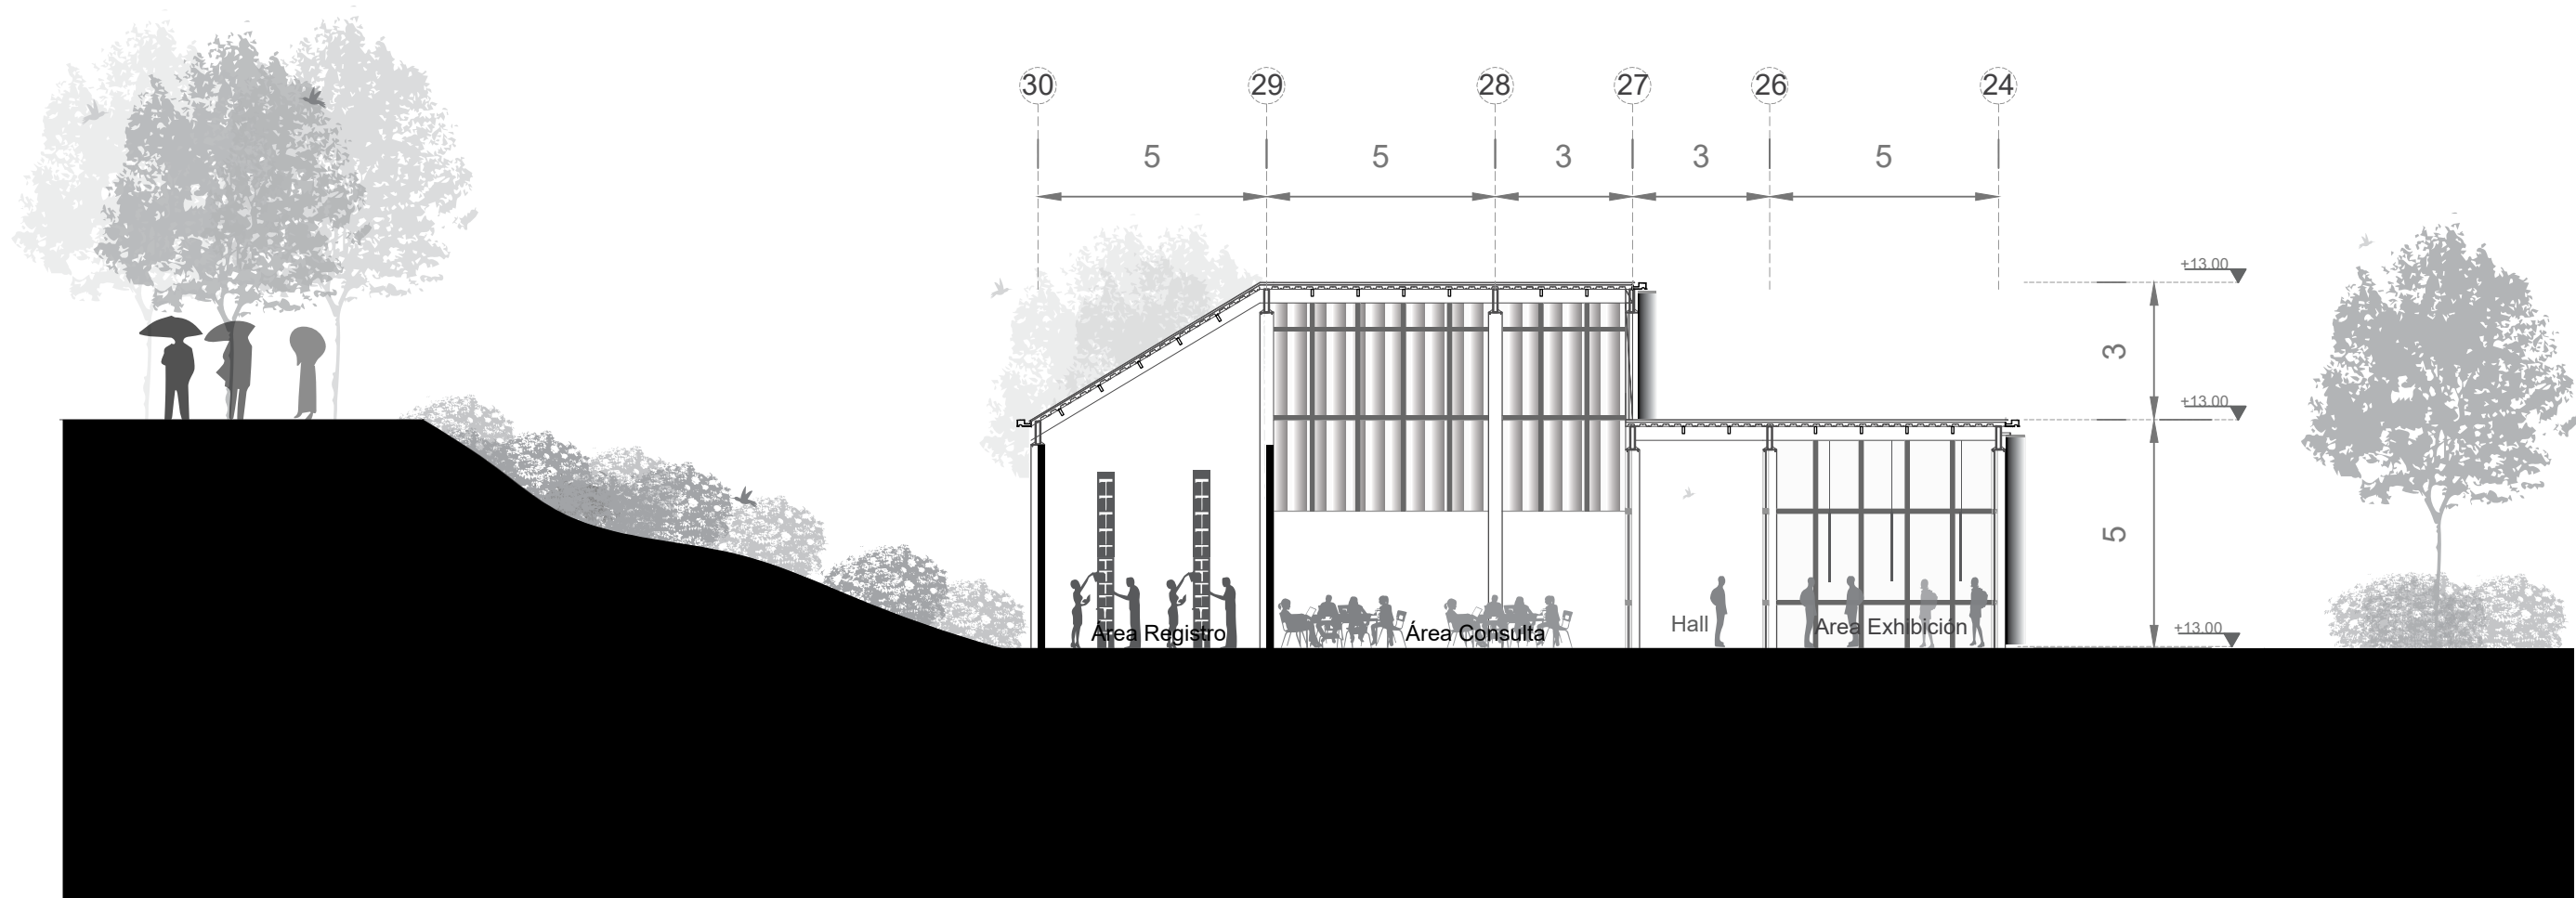 30 29 28 27 26 24
5 5 3 3 5
+13.00
3
+13.00
5
+13.00
Área Registro
Área Consulta
Hall
Area Exhibición